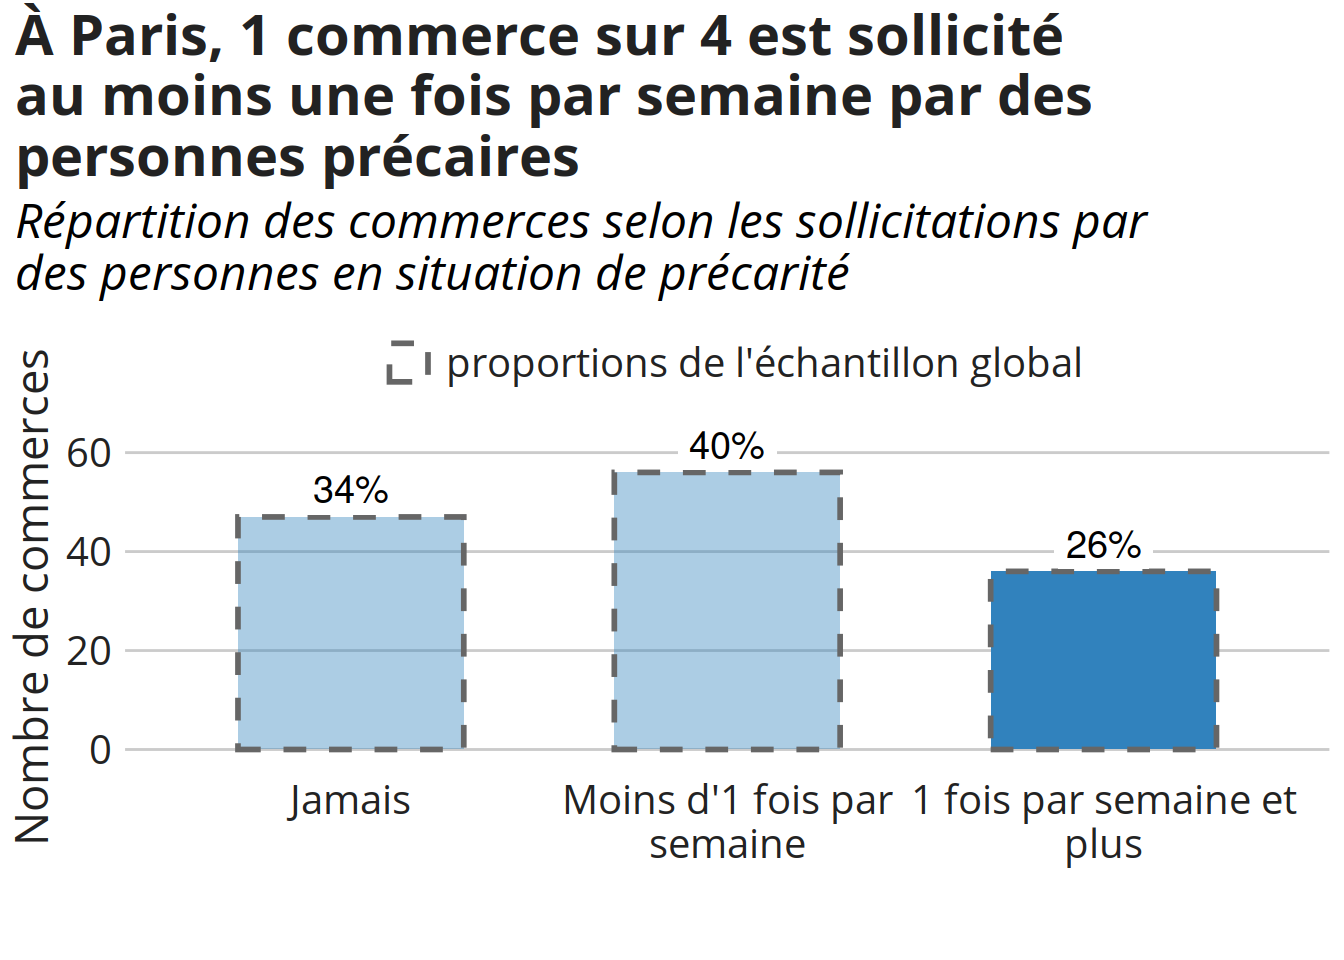 À Paris, 1 commerce sur 4 est sollicité
au moins une fois par semaine par des
personnes précaires
Répartition des commerces selon les sollicitations par
des personnes en situation de précarité
proportions de l'échantillon global
Nombre de commerces
60
40
20
0
34%
40%
26%
Jamais
Moins d'1 fois par
semaine
1 fois par semaine et
plus